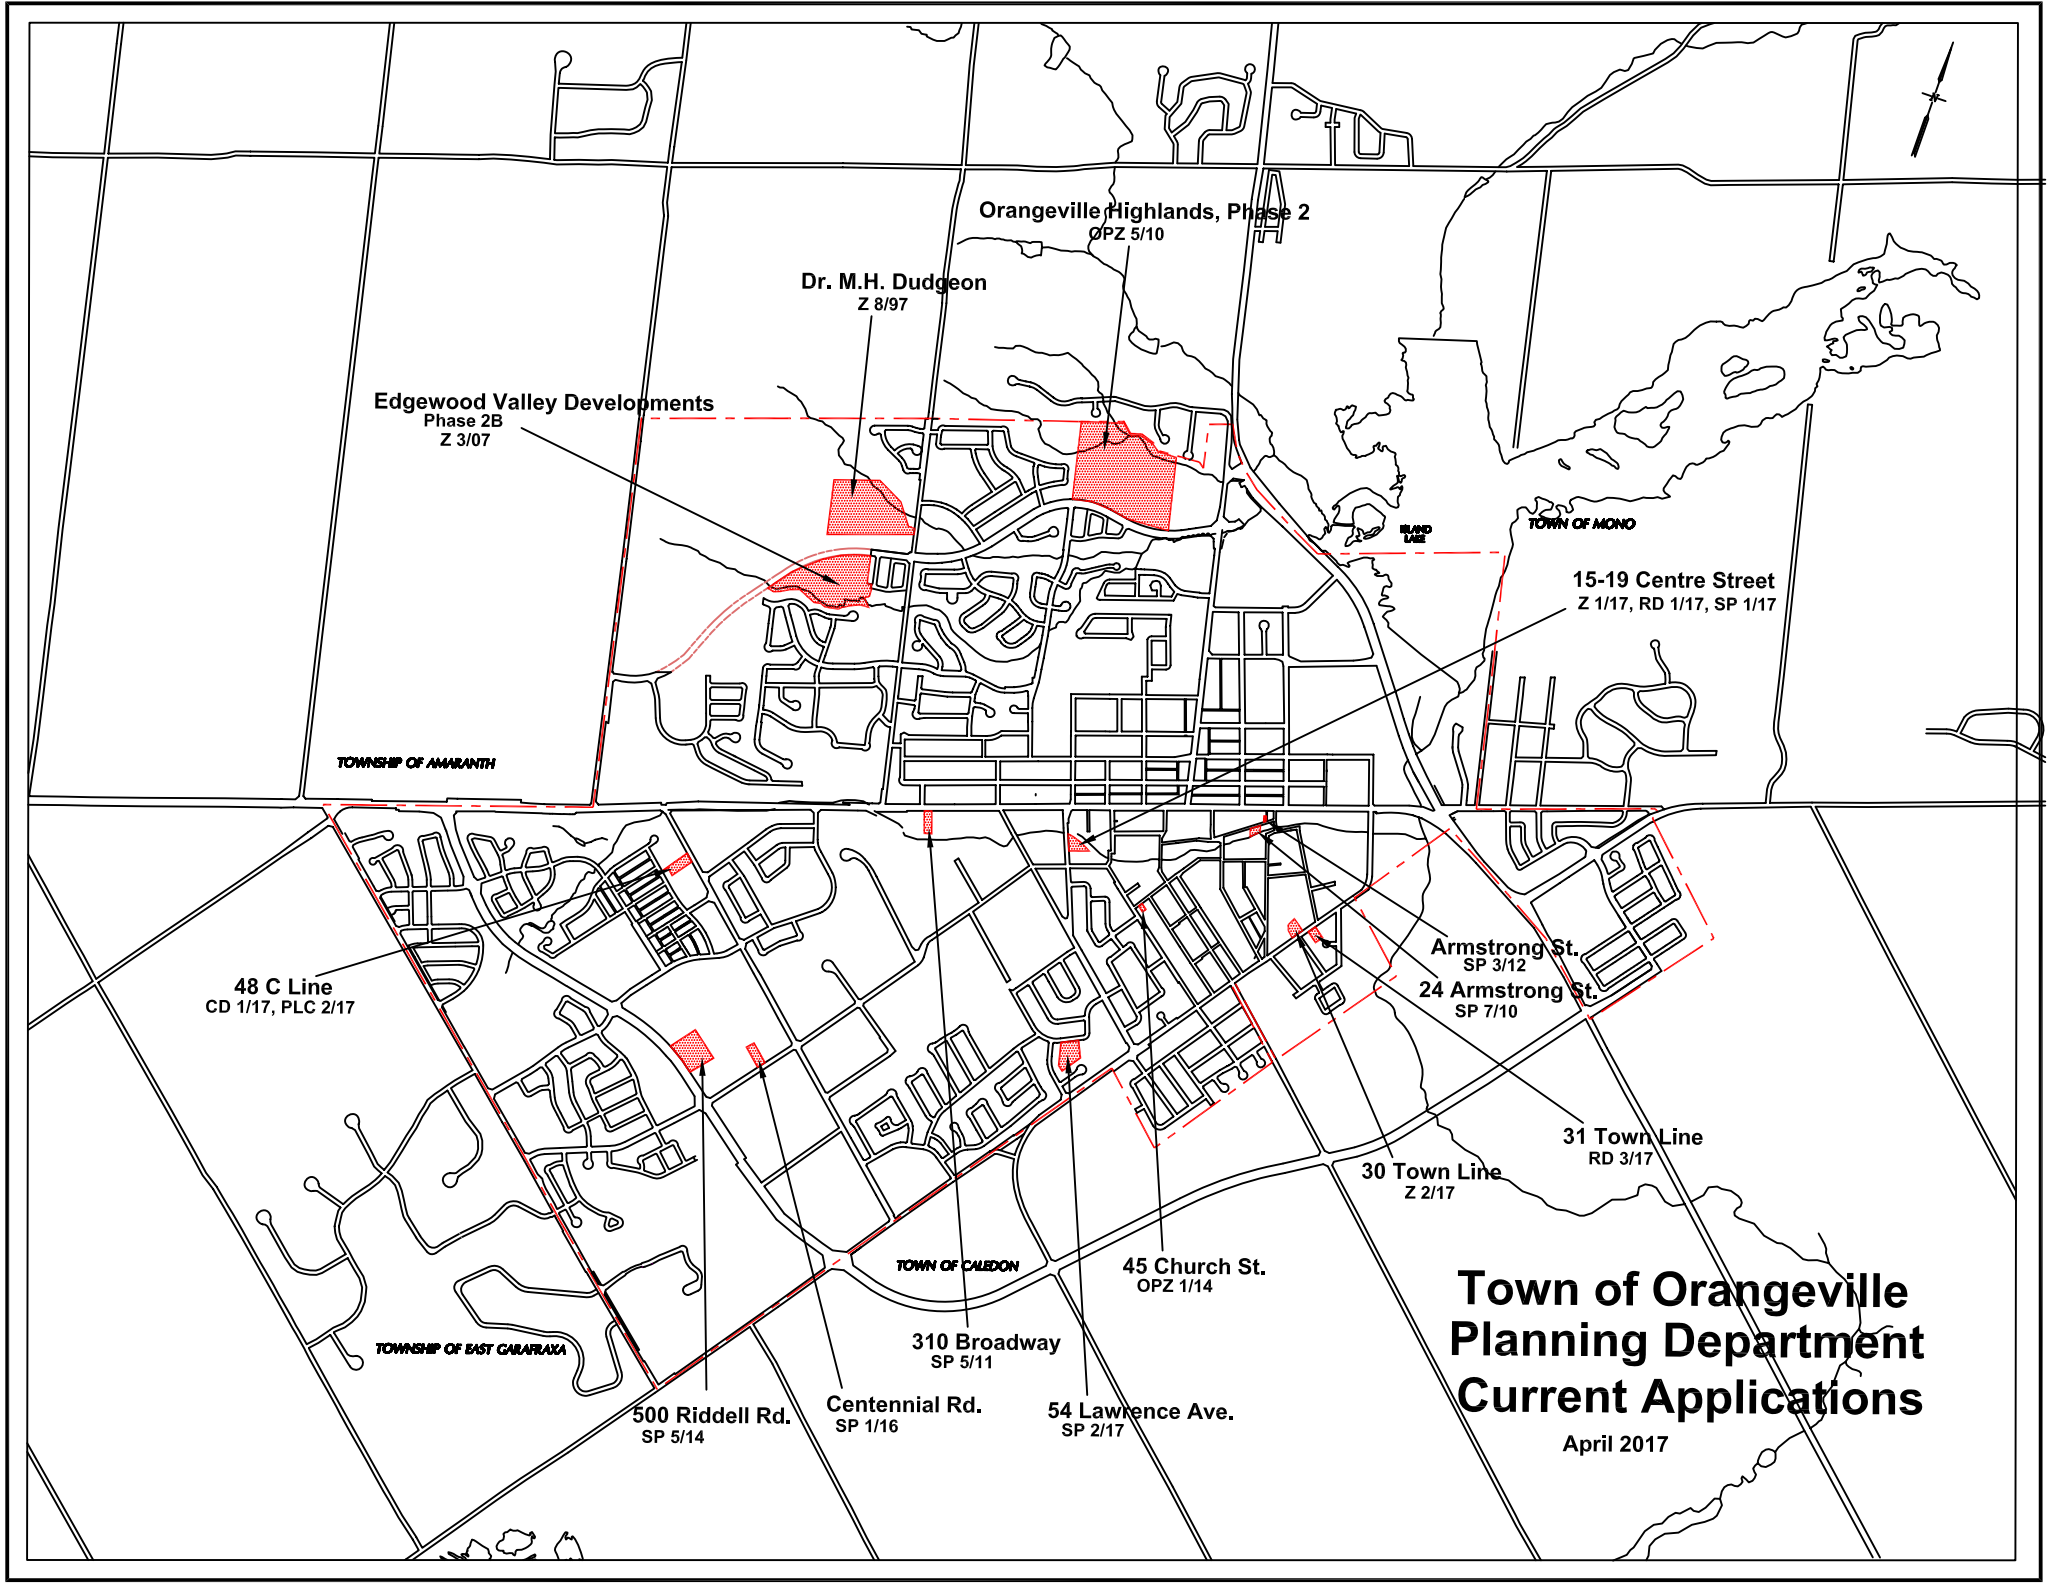 Orangeville Highlands, Phase 2
OPZ 5/10
Dr. M.H. Dudgeon
Z 8/97
Edgewood Valley Developments
Phase 2B
Z 3/07
N
ISLAND
LAKE
TOWN OF MONO
15-19 Centre Street
Z 1/17, RD 1/17, SP 1/17
TOWNSHIP OF AMARANTH
48 C Line
CD 1/17, PLC 2/17
Armstrong St.
SP 3/12
24 Armstrong St.
SP 7/10
31 Town Line
RD 3/17
30 Town Line
Z 2/17
TOWN OF CALEDON
45 Church St.
OPZ 1/14
310 Broadway
SP 5/11
TOWNSHIP OF EAST GARAFRAXA
500 Riddell Rd.
SP 5/14
Centennial Rd.
SP 1/16
54 Lawrence Ave.
SP 2/17
Town of Orangeville
Planning Department
Current Applications
April 2017